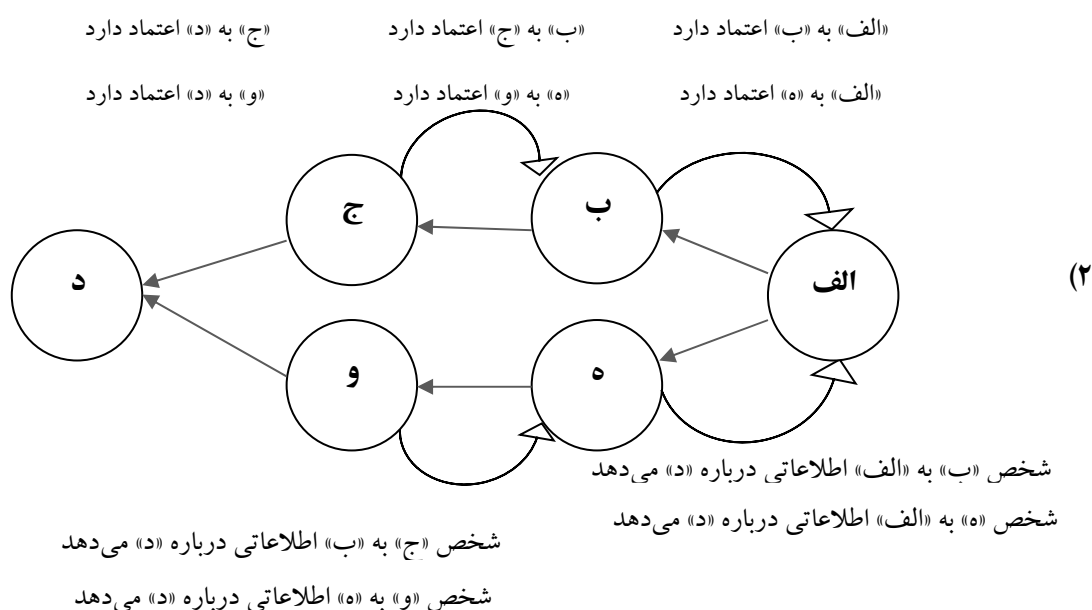 «الف» به «ب» اعتماد دارد «ب» به «ج» اعتماد دارد «ج» به «د» اعتماد دارد
«الف» به «ه» اعتماد دارد «ه» به «و» اعتماد دارد «و» به «د» اعتماد دارد
ب ج
۲) الف د
ه و
شخص «ب» به «الف» اطلاعاتی درباره «د» می‌دهد
شخص «ه» به «الف» اطلاعاتی درباره «د» می‌دهد
شخص «ج» به «ب» اطلاعاتی درباره «د» می‌دهد
شخص «و» به «ه» اطلاعاتی درباره «د» می‌دهد